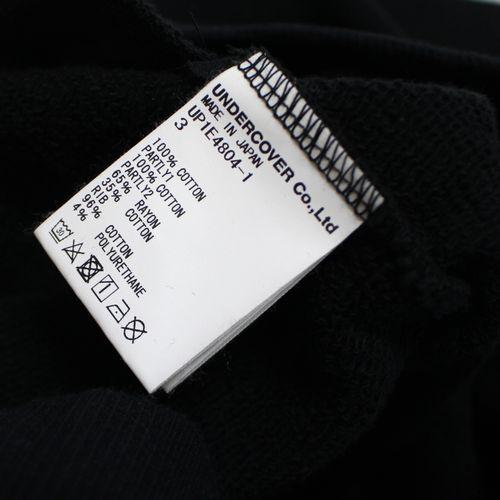 UNDERCOVER Co.,Ltd
MADE IN JAPAN
UP1E4804-1
3
100% COTTON
PARTLY1
100% COTTON
PARTLY2
65% RAYON
35% COTTON
RIB
96% COTTON
4% POLYURETHANE
30